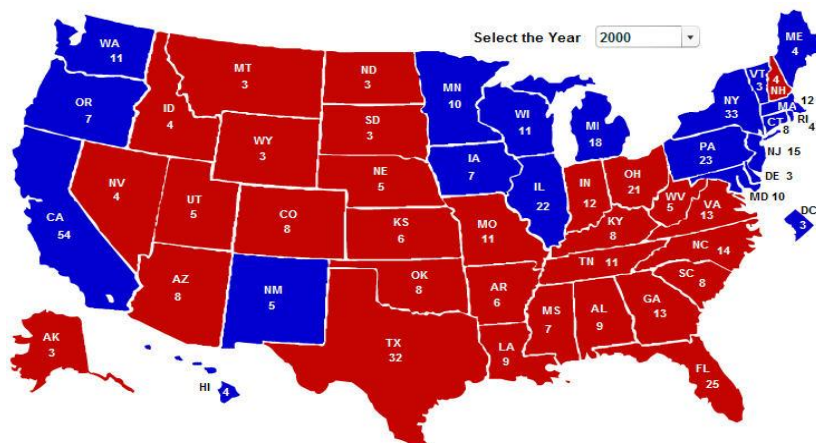 Select the Year 2000
WA
11
OR
7
CA
54
NV
4
ID
4
MT
3
WY
3
UT
5
AZ
8
CO
8
NM
5
ND
3
SD
3
NE
5
KS
6
OK
8
TX
32
MN
10
IA
7
MO
11
AR
6
LA
9
WI
11
IL
22
MI
18
IN
12
OH
21
KY
8
TN 11
MS
7
AL
9
GA
13
FL
25
SC
8
NC 14
VA
13
WV
5
PA
23
NY
33
VT
3
4
NH
ME
4
12
MA
RI
4
CT
8
NJ 15
DE 3
MD 10
DC
3
AK
3
HI 4